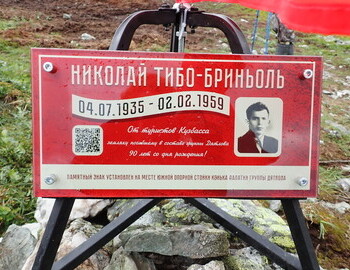 НИКОЛАЙ ТИБО-БРИНЬОЛЬ
04.07.1935 - 02.02.1959
От туристов Кузбасса
земляку погибшему в составе группы Дятлова
90 лет со дня рождения!
ПАМЯТНЫЙ ЗНАК УСТАНОВЛЕН НА МЕСТЕ ЮЖНОЙ ОПОРНОЙ СТОЙКИ КОНЬКА ПАЛАТКИ ГРУППЫ ДЯТЛОВА